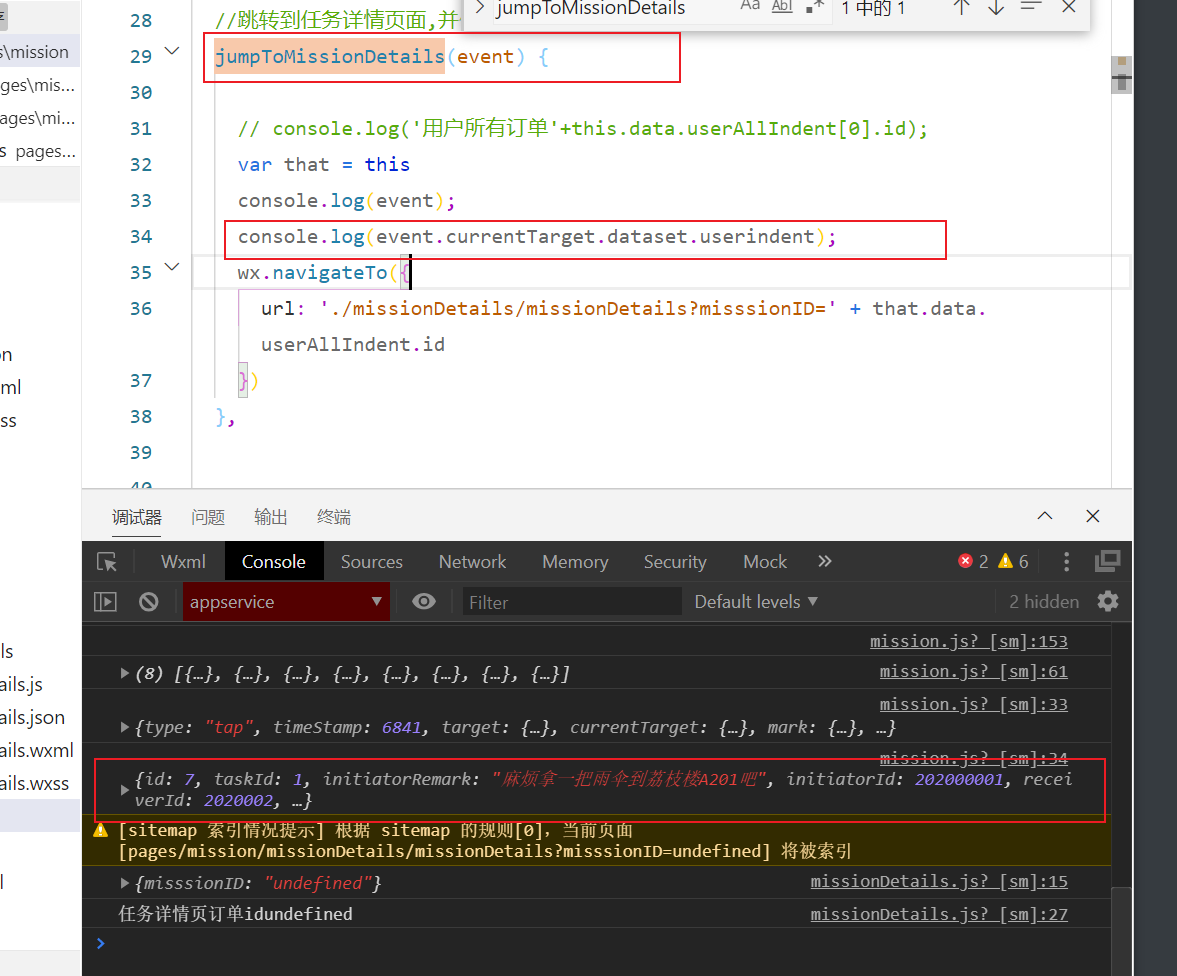 jumpToMissionDetails Aa Abl 1 中的 1
28 //跳转到任务详情页面,并
s\mission
29 jumpToMissionDetails(event) {
ges\mis...
30
ages\mi...
31 // console.log('用户所有订单'+this.data.userAllIndent[0].id);
s pages...
32 var that = this
33 console.log(event);
34 console.log(event.currentTarget.dataset.userindent);
35 wx.navigateTo({
36 url: './missionDetails/missionDetails?misssionID=' + that.data.
userAllIndent.id
on
37 })
ml
38 },
ss
39
40
调试器 问题 输出 终端
Wxml Console Sources Network Memory Security Mock 2 6
appservice Filter Default levels 2 hidden
mission.js? [sm]:153
ls
(8) [{…}, {…}, {…}, {…}, {…}, {…}, {…}, {…}]
mission.js? [sm]:61
ails.js
mission.js? [sm]:33
ails.json
{type: "tap", timeStamp: 6841, target: {…}, currentTarget: {…}, mark: {…}, …}
ails.wxml
mission.js? [sm]:34
ails.wxss
{id: 7, taskId: 1, initiatorRemark: "麻烦拿一把雨伞到荔枝楼A201吧", initiatorId: 202000001, recei
verId: 2020002, …}
[sitemap 索引情况提示] 根据 sitemap 的规则[0]，当前页面
[pages/mission/missionDetails/missionDetails?misssionID=undefined] 将被索引
{misssionID: "undefined"}
missionDetails.js? [sm]:15
任务详情页订单idundefined
missionDetails.js? [sm]:27